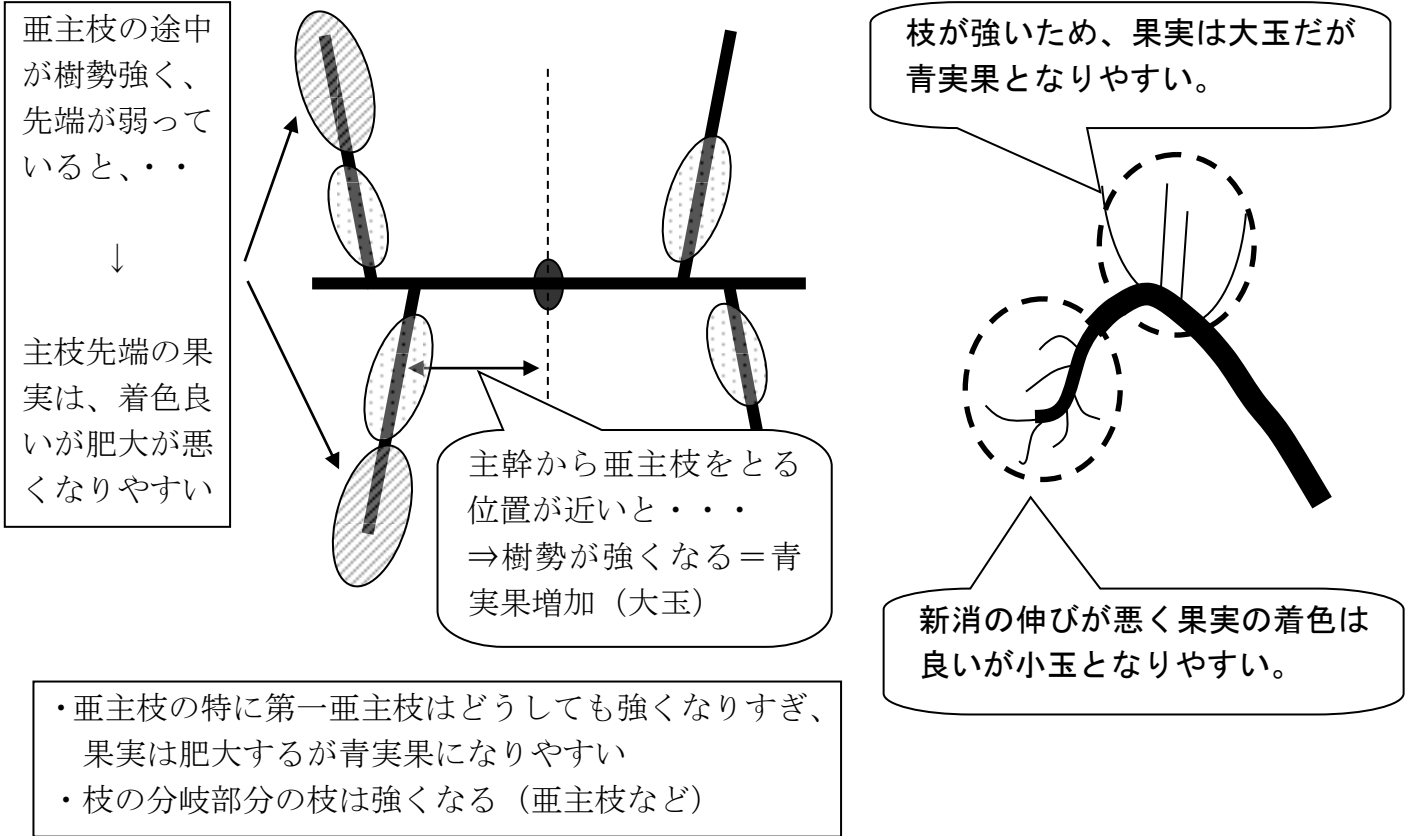 亜主枝の途中
が樹勢強く、
先端が弱って
いると、・・
↓
主枝先端の果
実は、着色良
いが肥大が悪
くなりやすい
枝が強いため、果実は大玉だが
青実果となりやすい。
主幹から亜主枝をとる
位置が近いと・・・
⇒樹勢が強くなる＝青
実果増加（大玉）
新消の伸びが悪く果実の着色は
良いが小玉となりやすい。
・亜主枝の特に第一亜主枝はどうしても強くなりすぎ、
果実は肥大するが青実果になりやすい
・枝の分岐部分の枝は強くなる（亜主枝など）